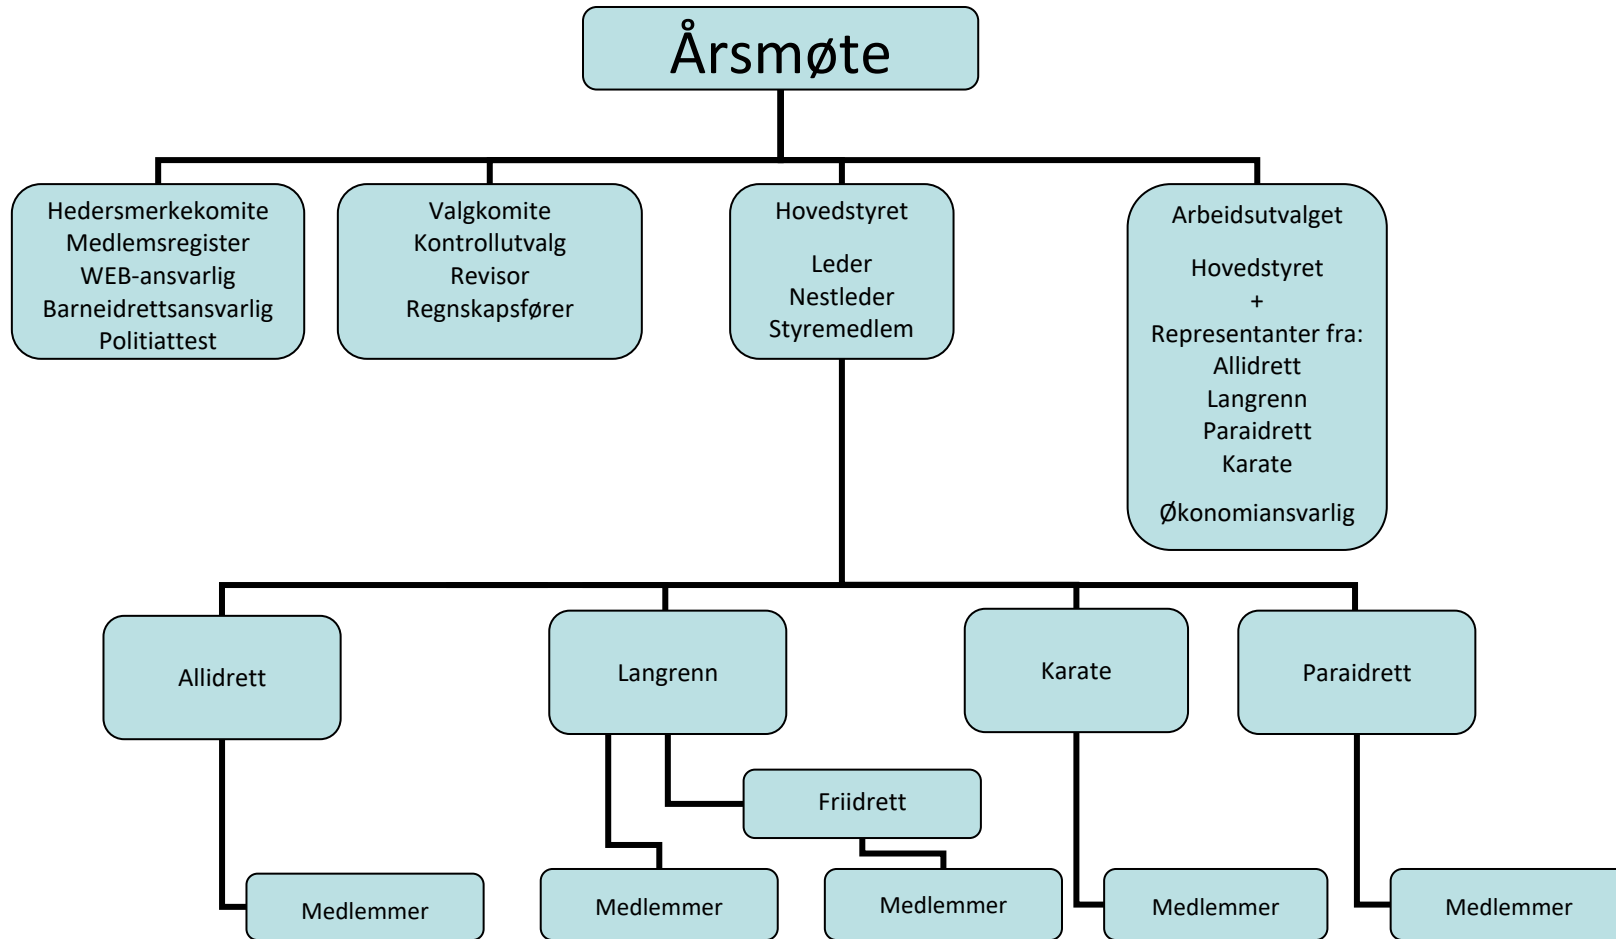 Årsmøte
Hedersmerkekomite
Medlemsregister
WEB-ansvarlig
Barneidrettsansvarlig
Politiattest
Valgkomite
Kontrollutvalg
Revisor
Regnskapsfører
Hovedstyret
Leder
Nestleder
Styremedlem
Arbeidsutvalget
Hovedstyret
+
Representanter fra:
Allidrett
Langrenn
Paraidrett
Karate
Økonomiansvarlig
Allidrett
Langrenn
Karate
Paraidrett
Friidrett
Medlemmer
Medlemmer
Medlemmer
Medlemmer
Medlemmer